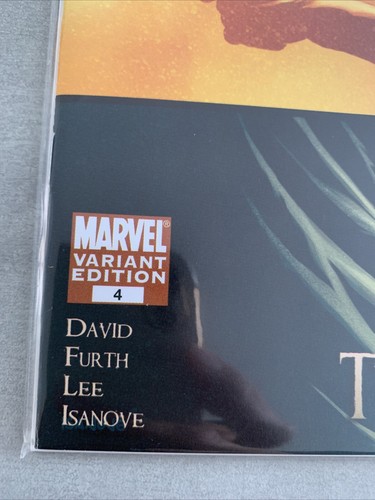 MARVEL®
VARIANT
EDITION
4
DAVID
FURTH
LEE
ISANOVE
T